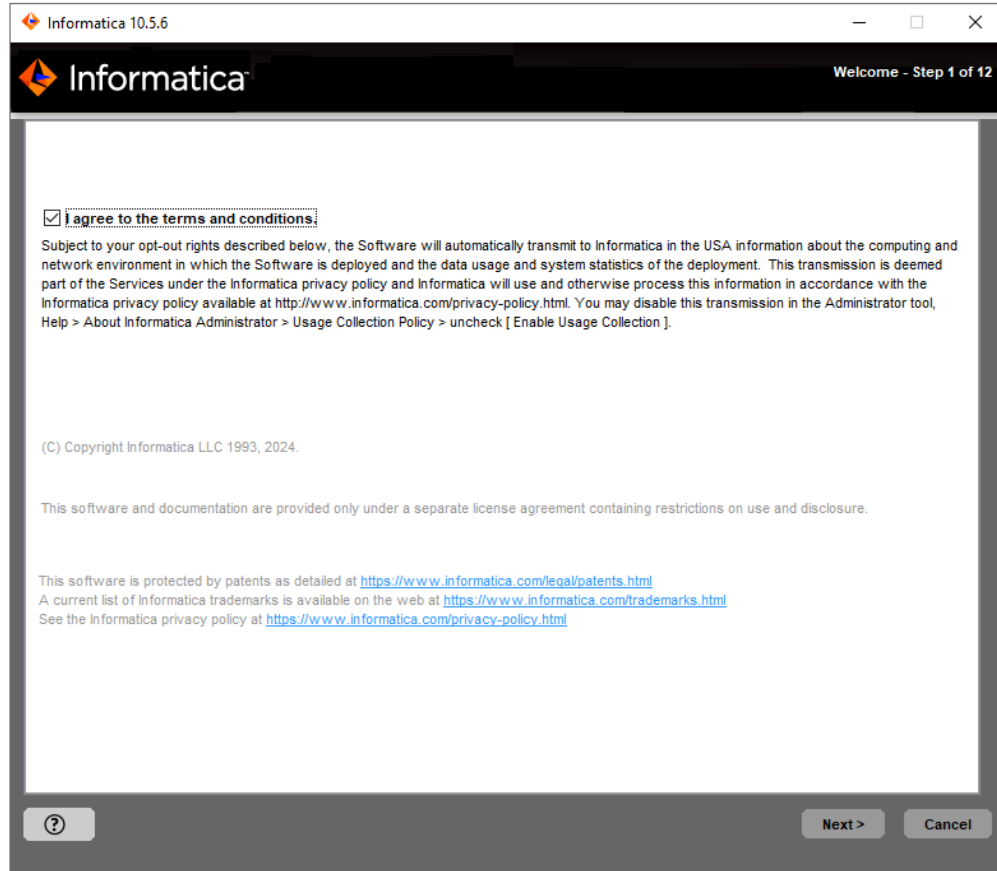 Informatica 10.5.6
Informatica
Welcome - Step 1 of 12
I agree to the terms and conditions.
Subject to your opt-out rights described below, the Software will automatically transmit to Informatica in the USA information about the computing and
network environment in which the Software is deployed and the data usage and system statistics of the deployment. This transmission is deemed
part of the Services under the Informatica privacy policy and Informatica will use and otherwise process this information in accordance with the
Informatica privacy policy available at http://www.informatica.com/privacy-policy.html. You may disable this transmission in the Administrator tool,
Help > About Informatica Administrator > Usage Collection Policy > uncheck [ Enable Usage Collection ].
(C) Copyright Informatica LLC 1993, 2024.
This software and documentation are provided only under a separate license agreement containing restrictions on use and disclosure.
This software is protected by patents as detailed at https://www.informatica.com/legal/patents.html
A current list of Informatica trademarks is available on the web at https://www.informatica.com/trademarks.html
See the Informatica privacy policy at https://www.informatica.com/privacy-policy.html
?
Next >
Cancel